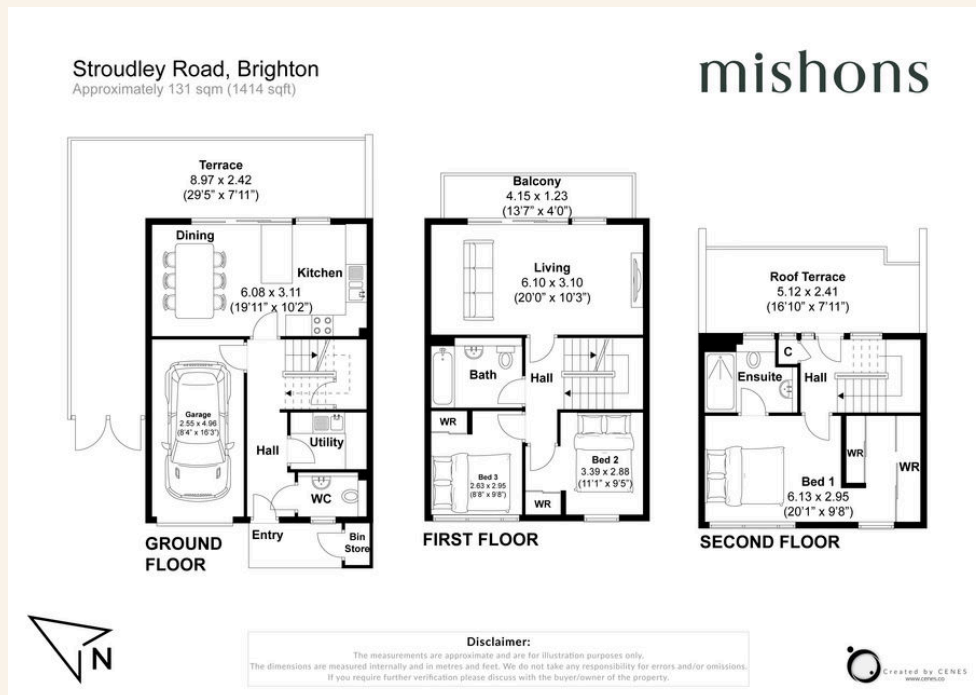 Stroudley Road, Brighton
Approximately 131 sqm (1414 sqft)
mishons
Terrace
8.97 x 2.42
(29'5" x 7'11")
Dining
Kitchen
6.08 x 3.11
(19'11" x 10'2")
Garage
2.55 x 4.96
(8'4" x 16'3")
Hall
Utility
WC
Entry
Bin
Store
GROUND
FLOOR
Balcony
4.15 x 1.23
(13'7" x 4'0")
Living
6.10 x 3.10
(20'0" x 10'3")
Bath
Hall
WR
Bed 3
2.63 x 2.95
(8'8" x 9'8")
Bed 2
3.39 x 2.88
(11'1" x 9'5")
WR
FIRST FLOOR
Roof Terrace
5.12 x 2.41
(16'10" x 7'11")
C
Ensuite
Hall
WR
WR
Bed 1
6.13 x 2.95
(20'1" x 9'8")
SECOND FLOOR
N
Disclaimer:
The measurements are approximate and are for illustration purposes only.
The dimensions are measured internally and in metres and feet. We do not take any responsibility for errors and/or omissions.
If you require further verification please discuss with the buyer/owner of the property.
Created by CENES
www.cenes.co